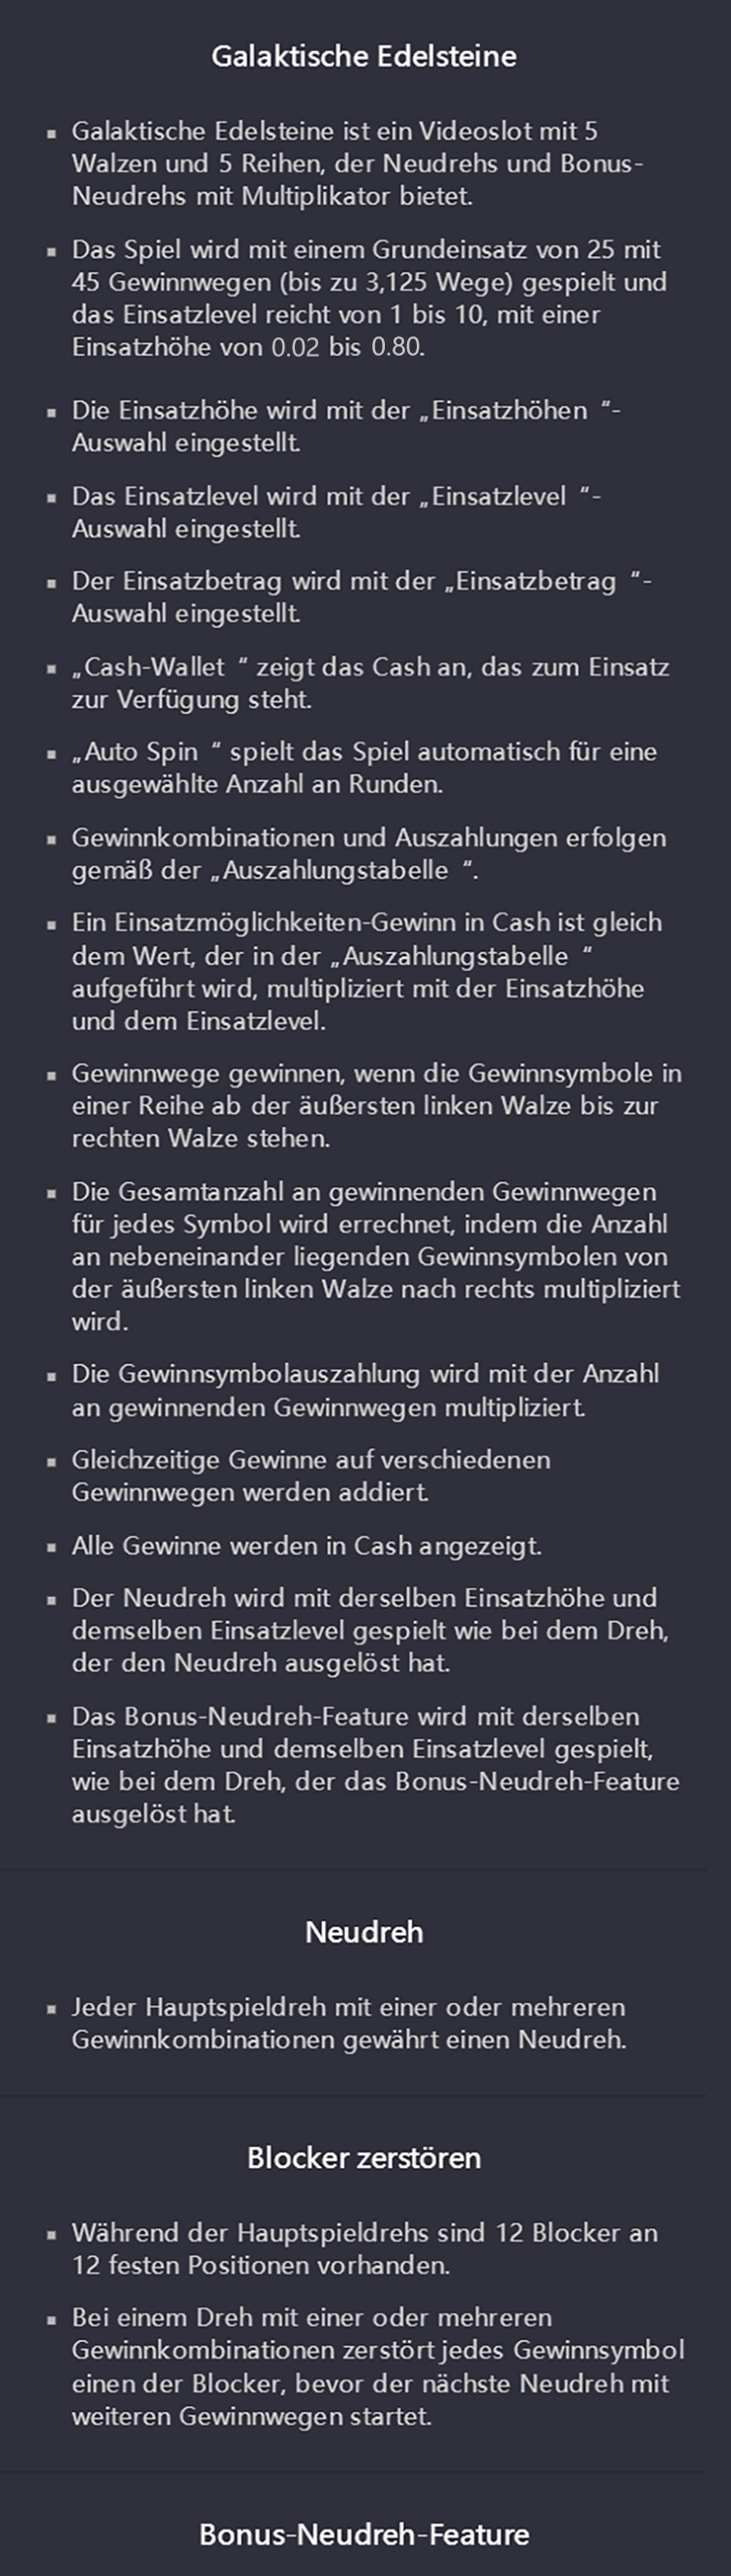 Galaktische Edelsteine
▪ Galaktische Edelsteine ist ein Videoslot mit 5
Walzen und 5 Reihen, der Neudrehs und Bonus-
Neudrehs mit Multiplikator bietet.
▪ Das Spiel wird mit einem Grundeinsatz von 25 mit
45 Gewinnwegen (bis zu 3,125 Wege) gespielt und
das Einsatzlevel reicht von 1 bis 10, mit einer
Einsatzhöhe von 0.02 bis 0.80.
▪ Die Einsatzhöhe wird mit der „Einsatzhöhen “-
Auswahl eingestellt.
▪ Das Einsatzlevel wird mit der „Einsatzlevel “-
Auswahl eingestellt.
▪ Der Einsatzbetrag wird mit der „Einsatzbetrag “-
Auswahl eingestellt.
▪ „Cash-Wallet “ zeigt das Cash an, das zum Einsatz
zur Verfügung steht.
▪ „Auto Spin “ spielt das Spiel automatisch für eine
ausgewählte Anzahl an Runden.
▪ Gewinnkombinationen und Auszahlungen erfolgen
gemäß der „Auszahlungstabelle “.
▪ Ein Einsatzmöglichkeiten-Gewinn in Cash ist gleich
dem Wert, der in der „Auszahlungstabelle “
aufgeführt wird, multipliziert mit der Einsatzhöhe
und dem Einsatzlevel.
▪ Gewinnwege gewinnen, wenn die Gewinnsymbole in
einer Reihe ab der äußersten linken Walze bis zur
rechten Walze stehen.
▪ Die Gesamtanzahl an gewinnenden Gewinnwegen
für jedes Symbol wird errechnet, indem die Anzahl
an nebeneinander liegenden Gewinnsymbolen von
der äußersten linken Walze nach rechts multipliziert
wird.
▪ Die Gewinnsymbolauszahlung wird mit der Anzahl
an gewinnenden Gewinnwegen multipliziert.
▪ Gleichzeitige Gewinne auf verschiedenen
Gewinnwegen werden addiert.
▪ Alle Gewinne werden in Cash angezeigt.
▪ Der Neudreh wird mit derselben Einsatzhöhe und
demselben Einsatzlevel gespielt wie bei dem Dreh,
der den Neudreh ausgelöst hat.
▪ Das Bonus-Neudreh-Feature wird mit derselben
Einsatzhöhe und demselben Einsatzlevel gespielt,
wie bei dem Dreh, der das Bonus-Neudreh-Feature
ausgelöst hat.
Neudreh
▪ Jeder Hauptspieldreh mit einer oder mehreren
Gewinnkombinationen gewährt einen Neudreh.
Blocker zerstören
▪ Während der Hauptspieldrehs sind 12 Blocker an
12 festen Positionen vorhanden.
▪ Bei einem Dreh mit einer oder mehreren
Gewinnkombinationen zerstört jedes Gewinnsymbol
einen der Blocker, bevor der nächste Neudreh mit
weiteren Gewinnwegen startet.
Bonus-Neudreh-Feature